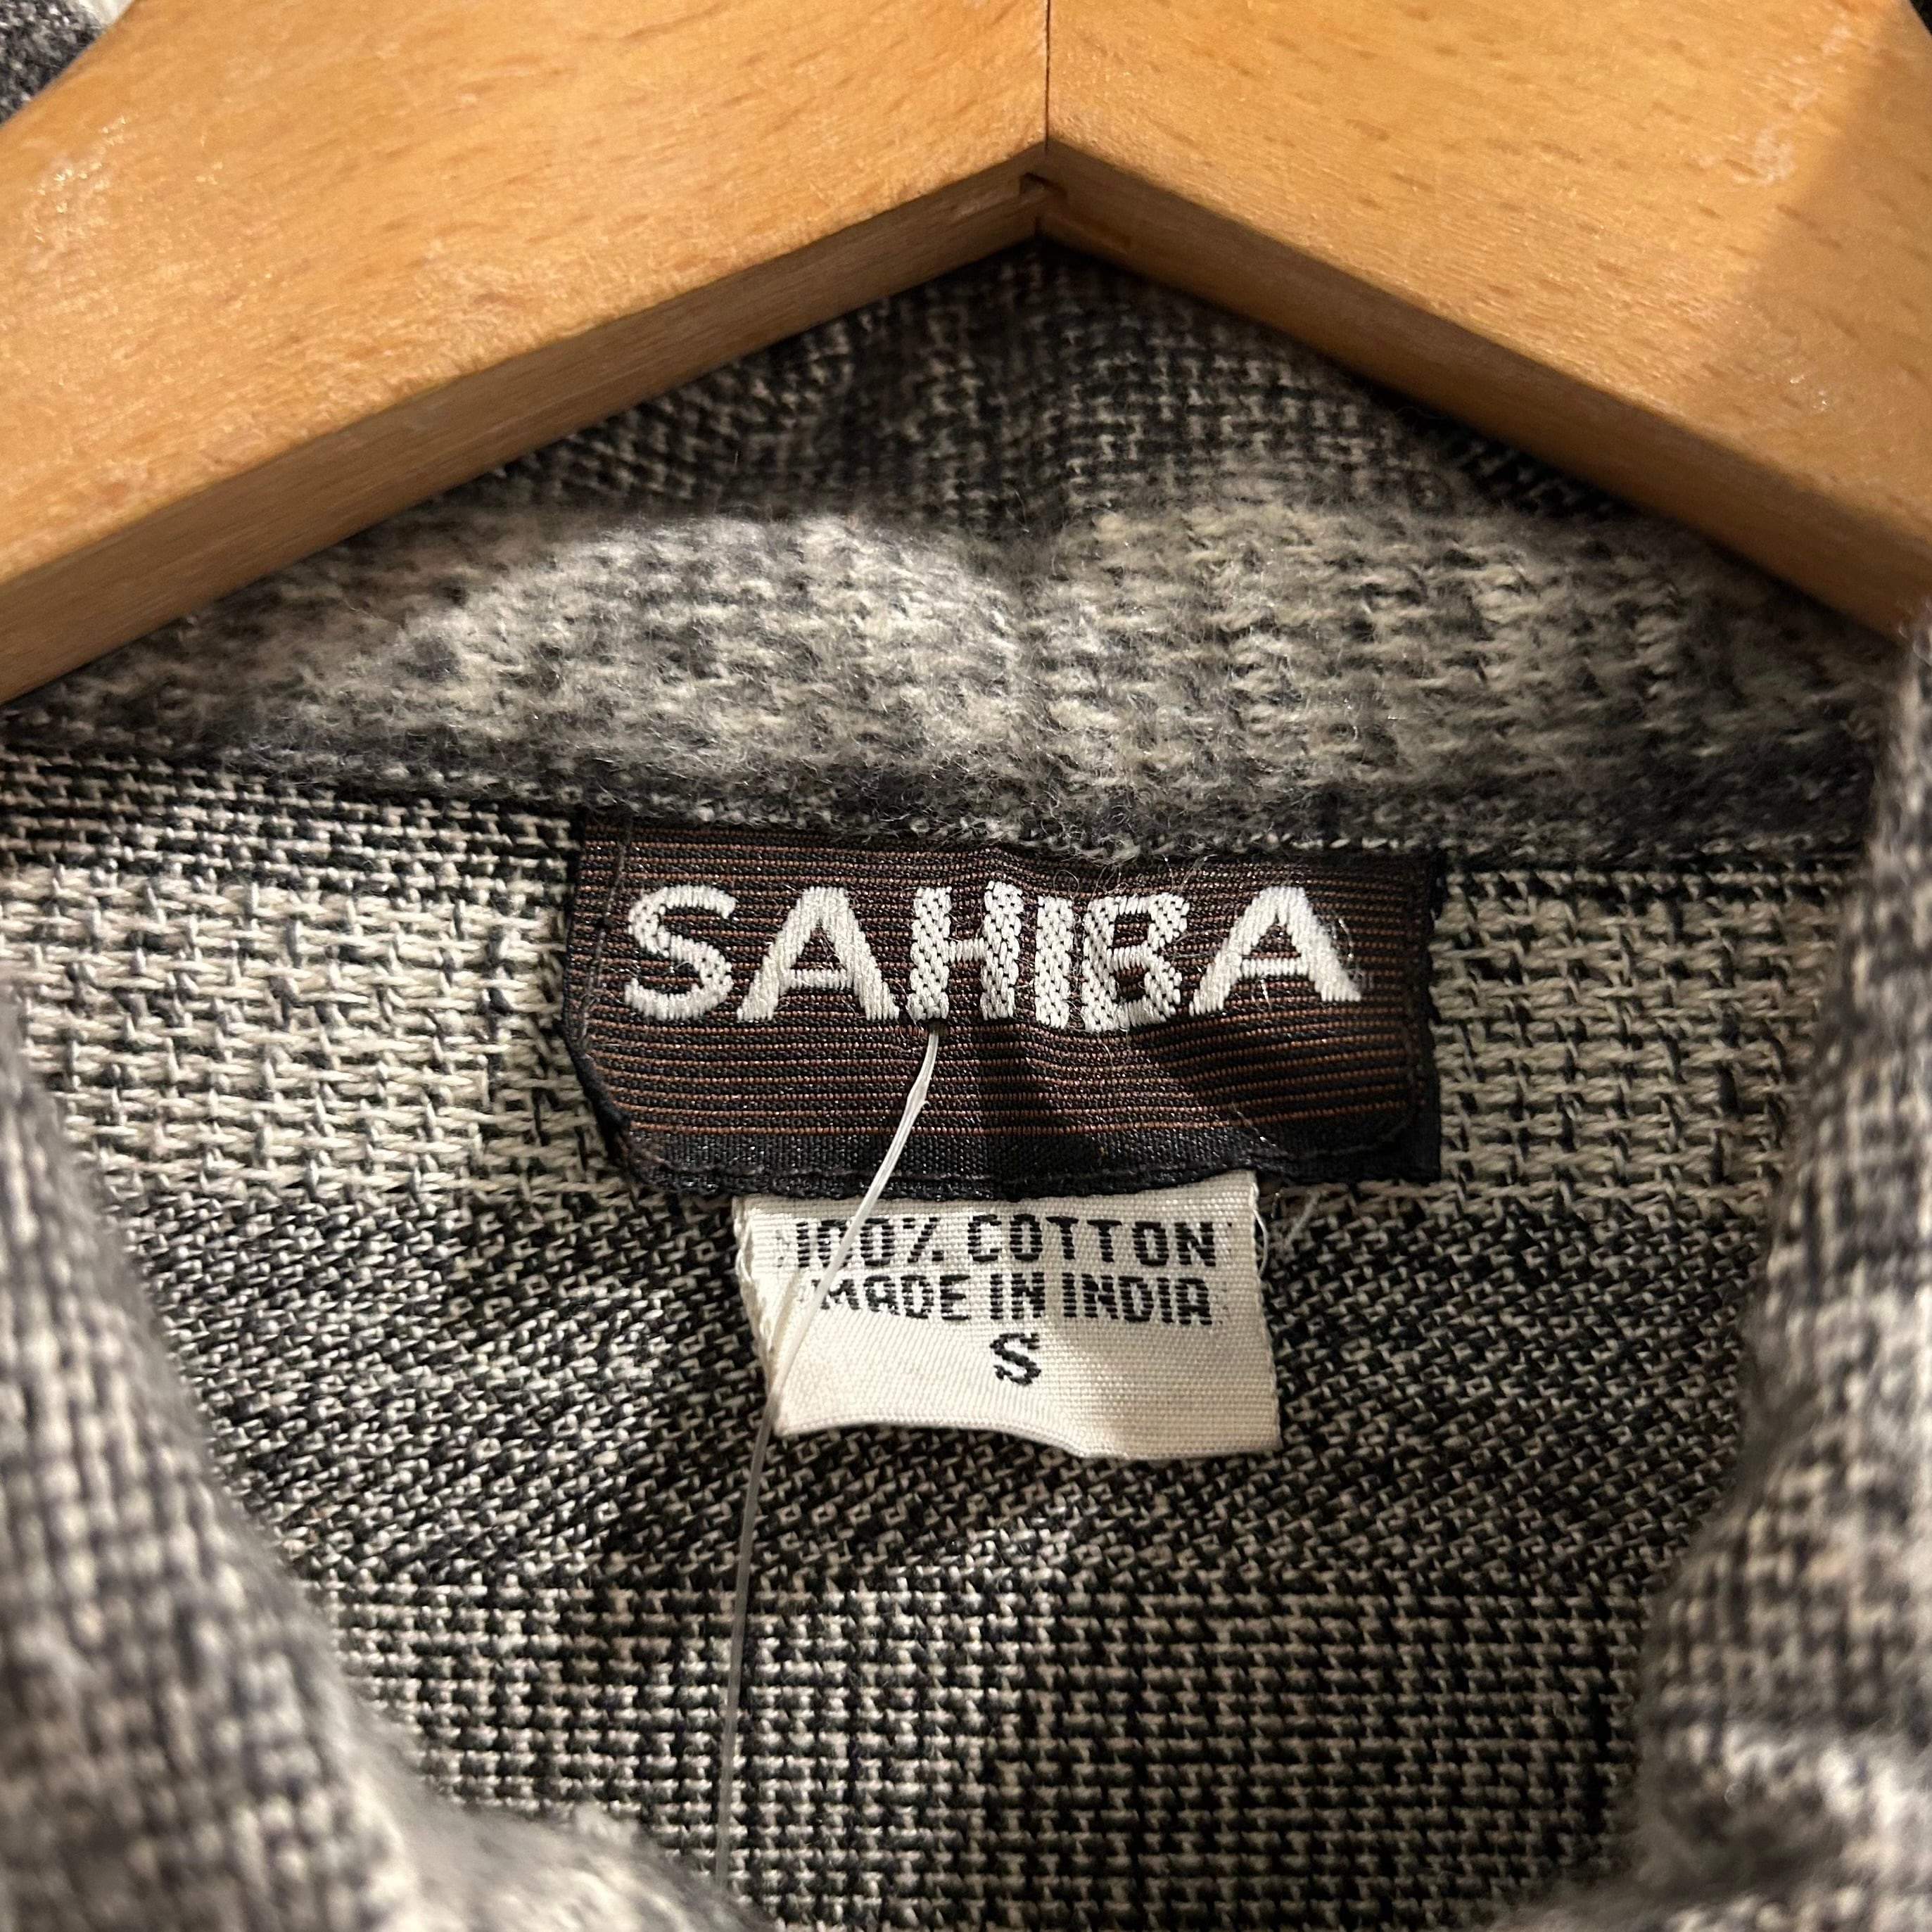 SAHIBA
100% COTTON
MADE IN INDIA
S